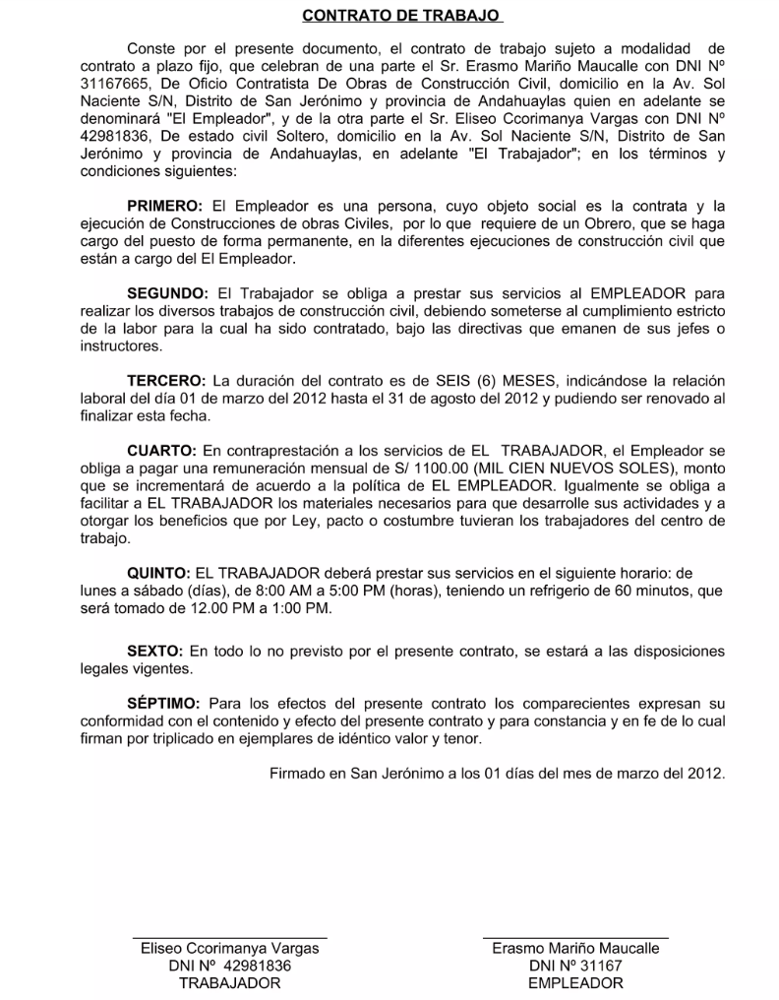 CONTRATO DE TRABAJO
Conste por el presente documento, el contrato de trabajo sujeto a modalidad de
contrato a plazo fijo, que celebran de una parte el Sr. Erasmo Mariño Maucalle con DNI Nº
31167665, De Oficio Contratista De Obras de Construcción Civil, domicilio en la Av. Sol
Naciente S/N, Distrito de San Jerónimo y provincia de Andahuaylas quien en adelante se
denominará "El Empleador", y de la otra parte el Sr. Eliseo Ccorimanya Vargas con DNI Nº
42981836, De estado civil Soltero, domicilio en la Av. Sol Naciente S/N, Distrito de San
Jerónimo y provincia de Andahuaylas, en adelante "El Trabajador"; en los términos y
condiciones siguientes:
PRIMERO: El Empleador es una persona, cuyo objeto social es la contrata y la
ejecución de Construcciones de obras Civiles, por lo que requiere de un Obrero, que se haga
cargo del puesto de forma permanente, en la diferentes ejecuciones de construcción civil que
están a cargo del El Empleador.
SEGUNDO: El Trabajador se obliga a prestar sus servicios al EMPLEADOR para
realizar los diversos trabajos de construcción civil, debiendo someterse al cumplimiento estricto
de la labor para la cual ha sido contratado, bajo las directivas que emanen de sus jefes o
instructores.
TERCERO: La duración del contrato es de SEIS (6) MESES, indicándose la relación
laboral del día 01 de marzo del 2012 hasta el 31 de agosto del 2012 y pudiendo ser renovado al
finalizar esta fecha.
CUARTO: En contraprestación a los servicios de EL TRABAJADOR, el Empleador se
obliga a pagar una remuneración mensual de S/ 1100.00 (MIL CIEN NUEVOS SOLES), monto
que se incrementará de acuerdo a la política de EL EMPLEADOR. Igualmente se obliga a
facilitar a EL TRABAJADOR los materiales necesarios para que desarrolle sus actividades y a
otorgar los beneficios que por Ley, pacto o costumbre tuvieran los trabajadores del centro de
trabajo.
QUINTO: EL TRABAJADOR deberá prestar sus servicios en el siguiente horario: de
lunes a sábado (días), de 8:00 AM a 5:00 PM (horas), teniendo un refrigerio de 60 minutos, que
será tomado de 12.00 PM a 1:00 PM.
SEXTO: En todo lo no previsto por el presente contrato, se estará a las disposiciones
legales vigentes.
SÉPTIMO: Para los efectos del presente contrato los comparecientes expresan su
conformidad con el contenido y efecto del presente contrato y para constancia y en fe de lo cual
firman por triplicado en ejemplares de idéntico valor y tenor.
Firmado en San Jerónimo a los 01 días del mes de marzo del 2012.
Eliseo Ccorimanya Vargas
DNI Nº 42981836
TRABAJADOR
Erasmo Mariño Maucalle
DNI Nº 31167
EMPLEADOR